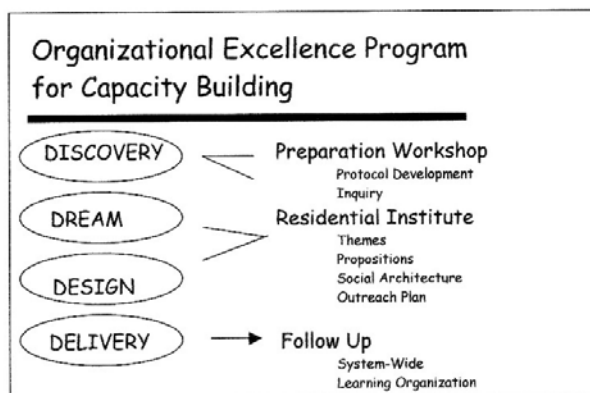 Organizational Excellence Program
for Capacity Building
DISCOVERY
Preparation Workshop
Protocol Development
Inquiry
DREAM
Residential Institute
Themes
Propositions
Social Architecture
Outreach Plan
DESIGN
DELIVERY
Follow Up
System-Wide
Learning Organization